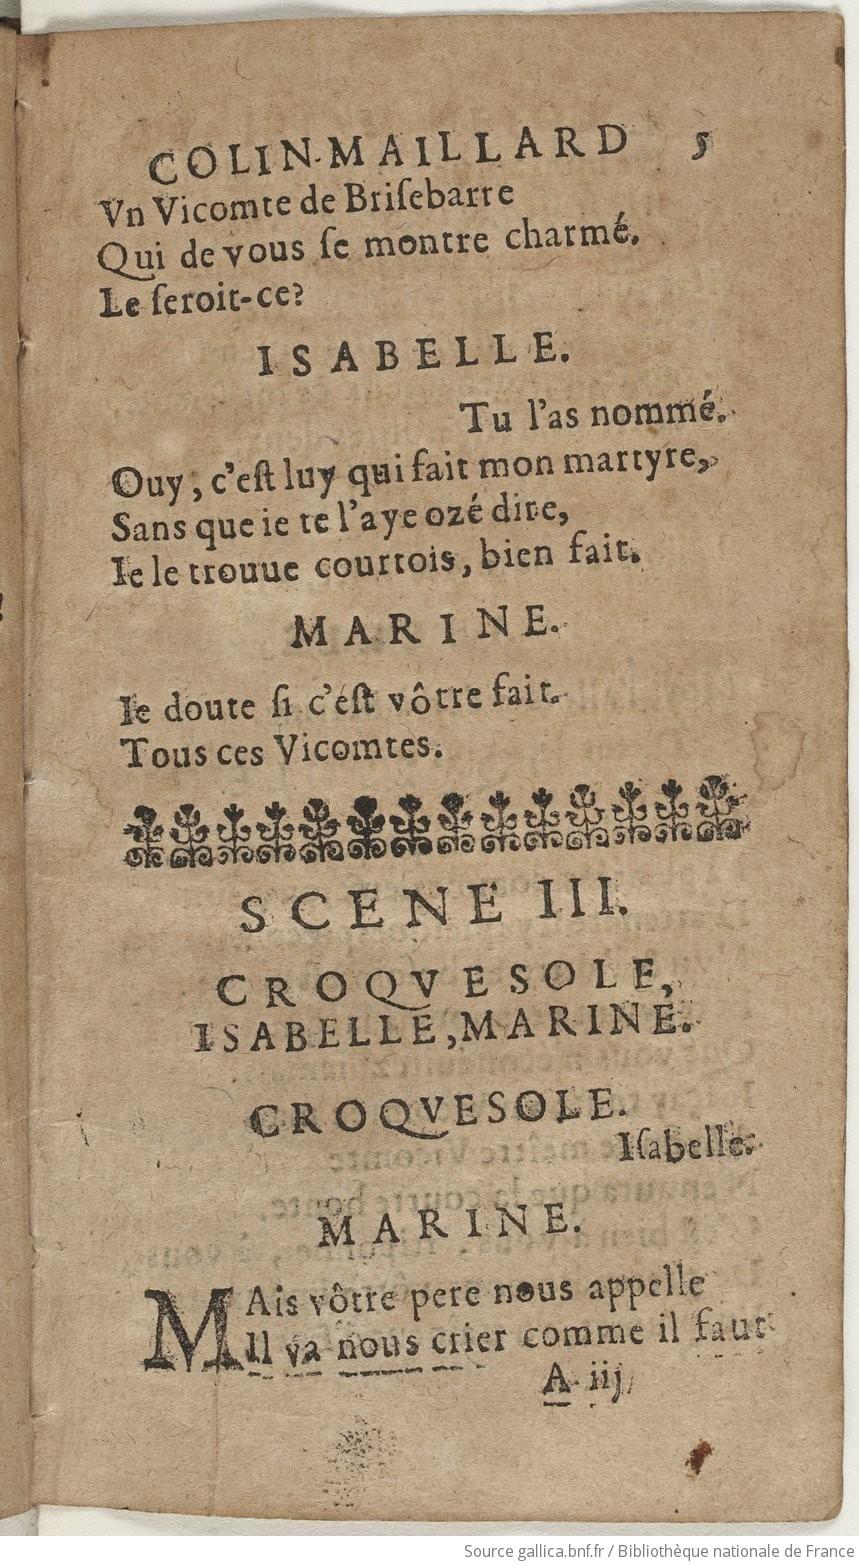 COLIN-MAILLARD 5
Vn Vicomte de Briſebarre
Qui de vous ſe montre charmé.
Le ſeroit-ce?
ISABELLE.
Tu l'as nommé.
Ouy, c'eſt luy qui fait mon martyre,
Sans que ie te l'aye ozé dire,
Ie le trouue courtois, bien fait.
MARINE.
Ie doute ſi c'éſt vôtre fait.
Tous ces Vicomtes.
SCENE III.
CROQVESOLE,
ISABELLE, MARINE.
CROQVESOLE.
Iſabelle.
MARINE.
MAis vôtre pere nous appelle
Il va nous crier comme il faut
A iij
Source gallica.bnf.fr / Bibliothèque nationale de France